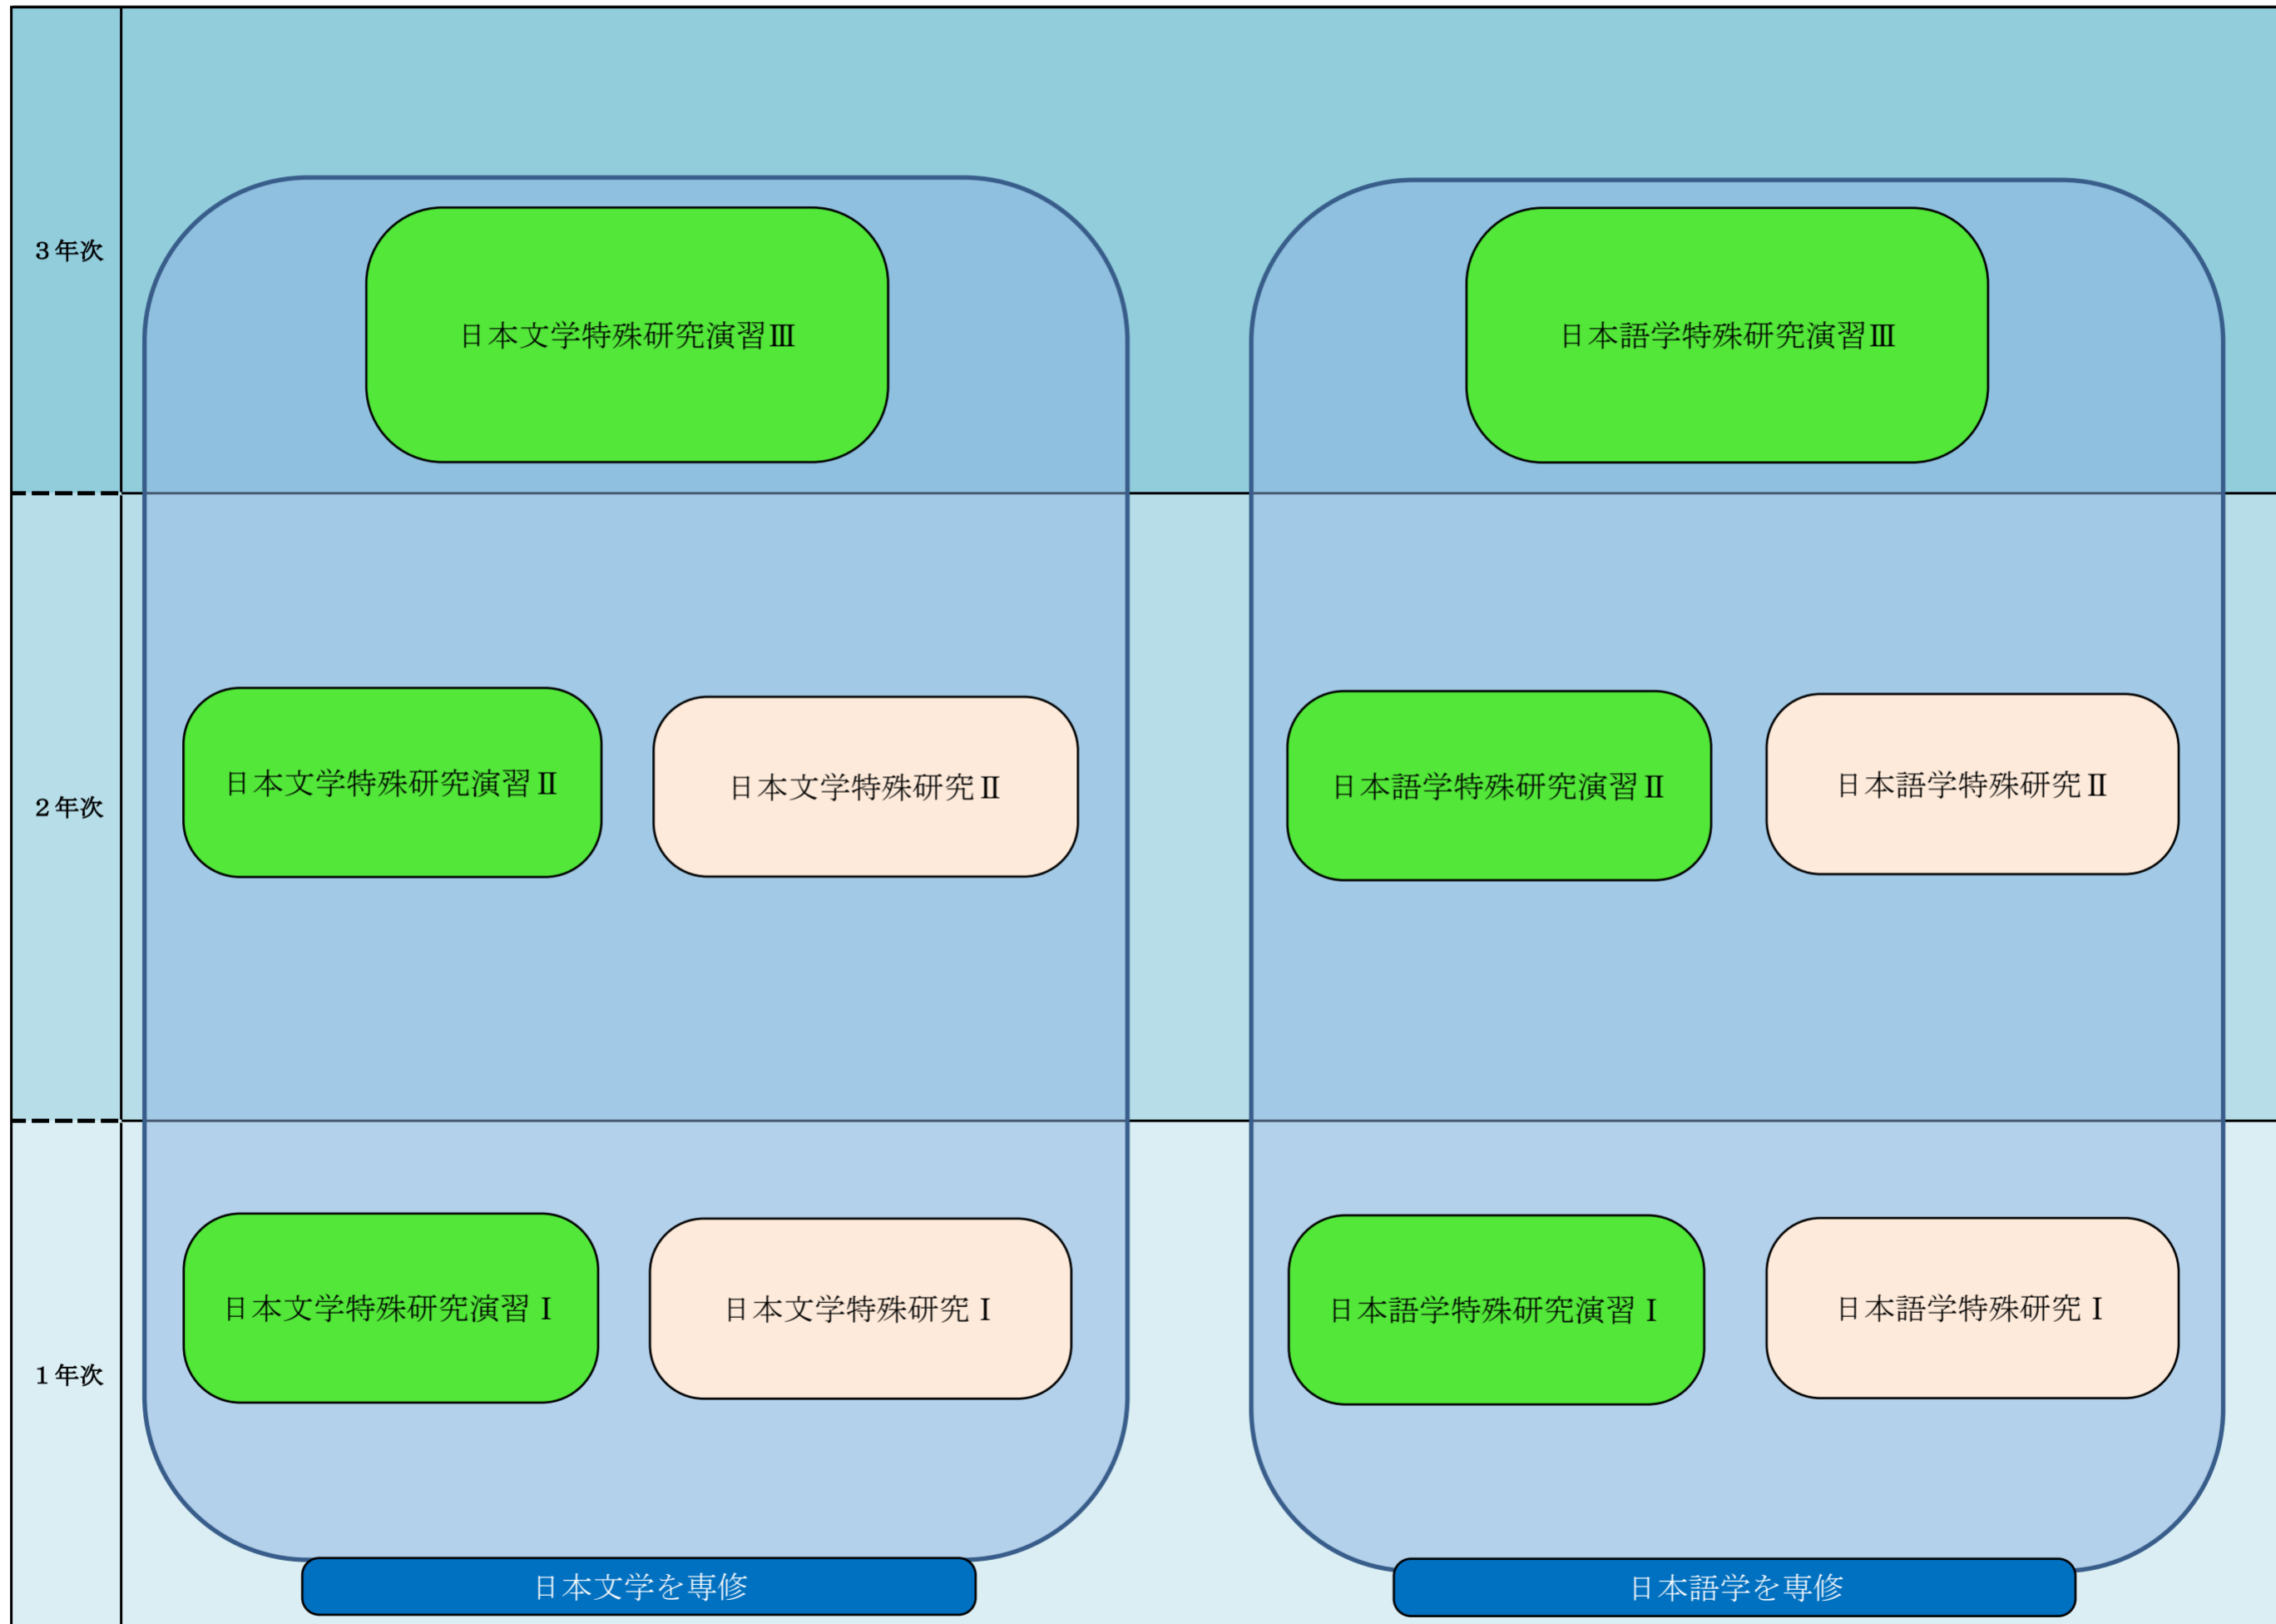 3年次
日本文学特殊研究演習Ⅲ
日本語学特殊研究演習Ⅲ
2年次
日本文学特殊研究演習Ⅱ
日本文学特殊研究Ⅱ
日本語学特殊研究演習Ⅱ
日本語学特殊研究Ⅱ
1年次
日本文学特殊研究演習Ⅰ
日本文学特殊研究Ⅰ
日本語学特殊研究演習Ⅰ
日本語学特殊研究Ⅰ
日本文学を専修
日本語学を専修